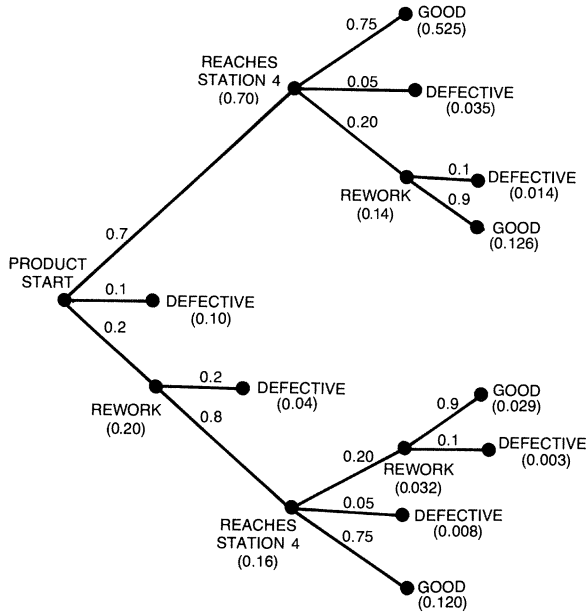 0.75
GOOD
(0.525)
REACHES
STATION 4
(0.70)
0.05
DEFECTIVE
(0.035)
0.20
0.1
DEFECTIVE
(0.014)
REWORK
(0.14)
0.9
GOOD
(0.126)
0.7
PRODUCT
START
0.1
DEFECTIVE
(0.10)
0.2
REWORK
(0.20)
0.2
DEFECTIVE
(0.04)
0.8
0.9
GOOD
(0.029)
0.1
DEFECTIVE
(0.003)
0.20
REWORK
(0.032)
REACHES
STATION 4
(0.16)
0.05
DEFECTIVE
(0.008)
0.75
GOOD
(0.120)